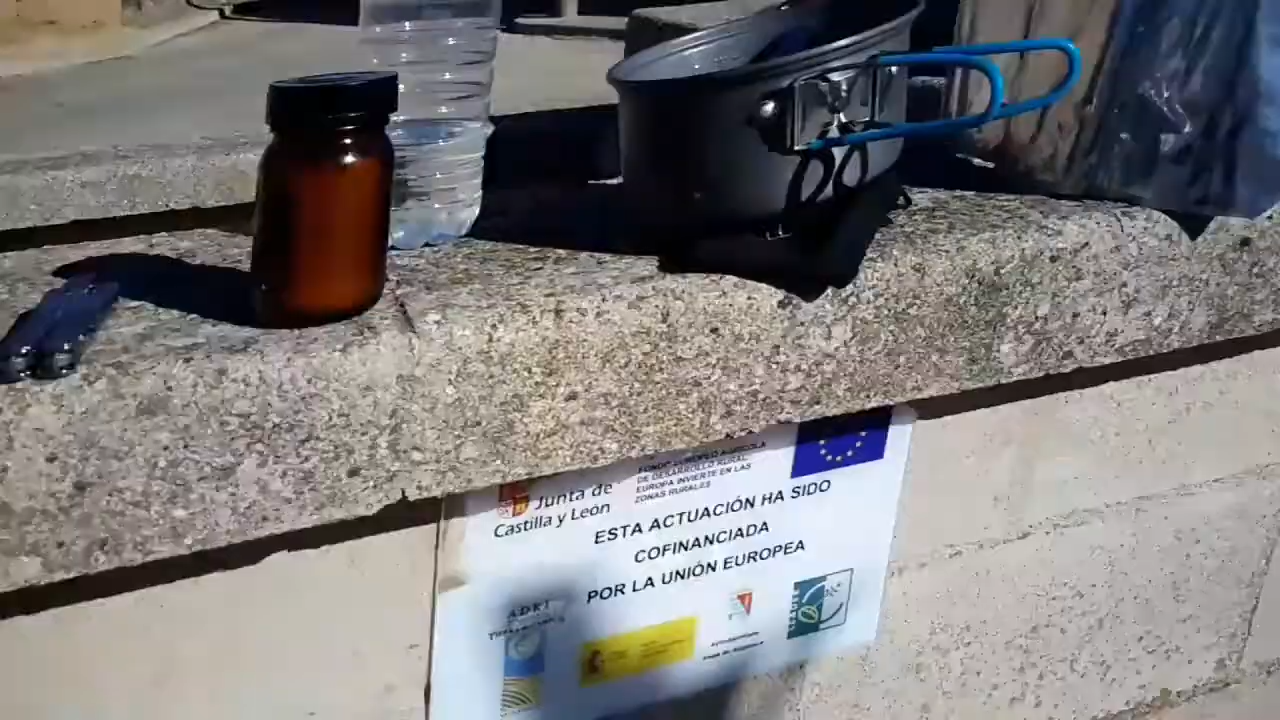 Junta de
Castilla y León
FONDO EUROPEO AGRÍCOLA
DE DESARROLLO RURAL:
EUROPA INVIERTE EN LAS
ZONAS RURALES
ESTA ACTUACIÓN HA SIDO
COFINANCIADA
POR LA UNIÓN EUROPEA
ADRI